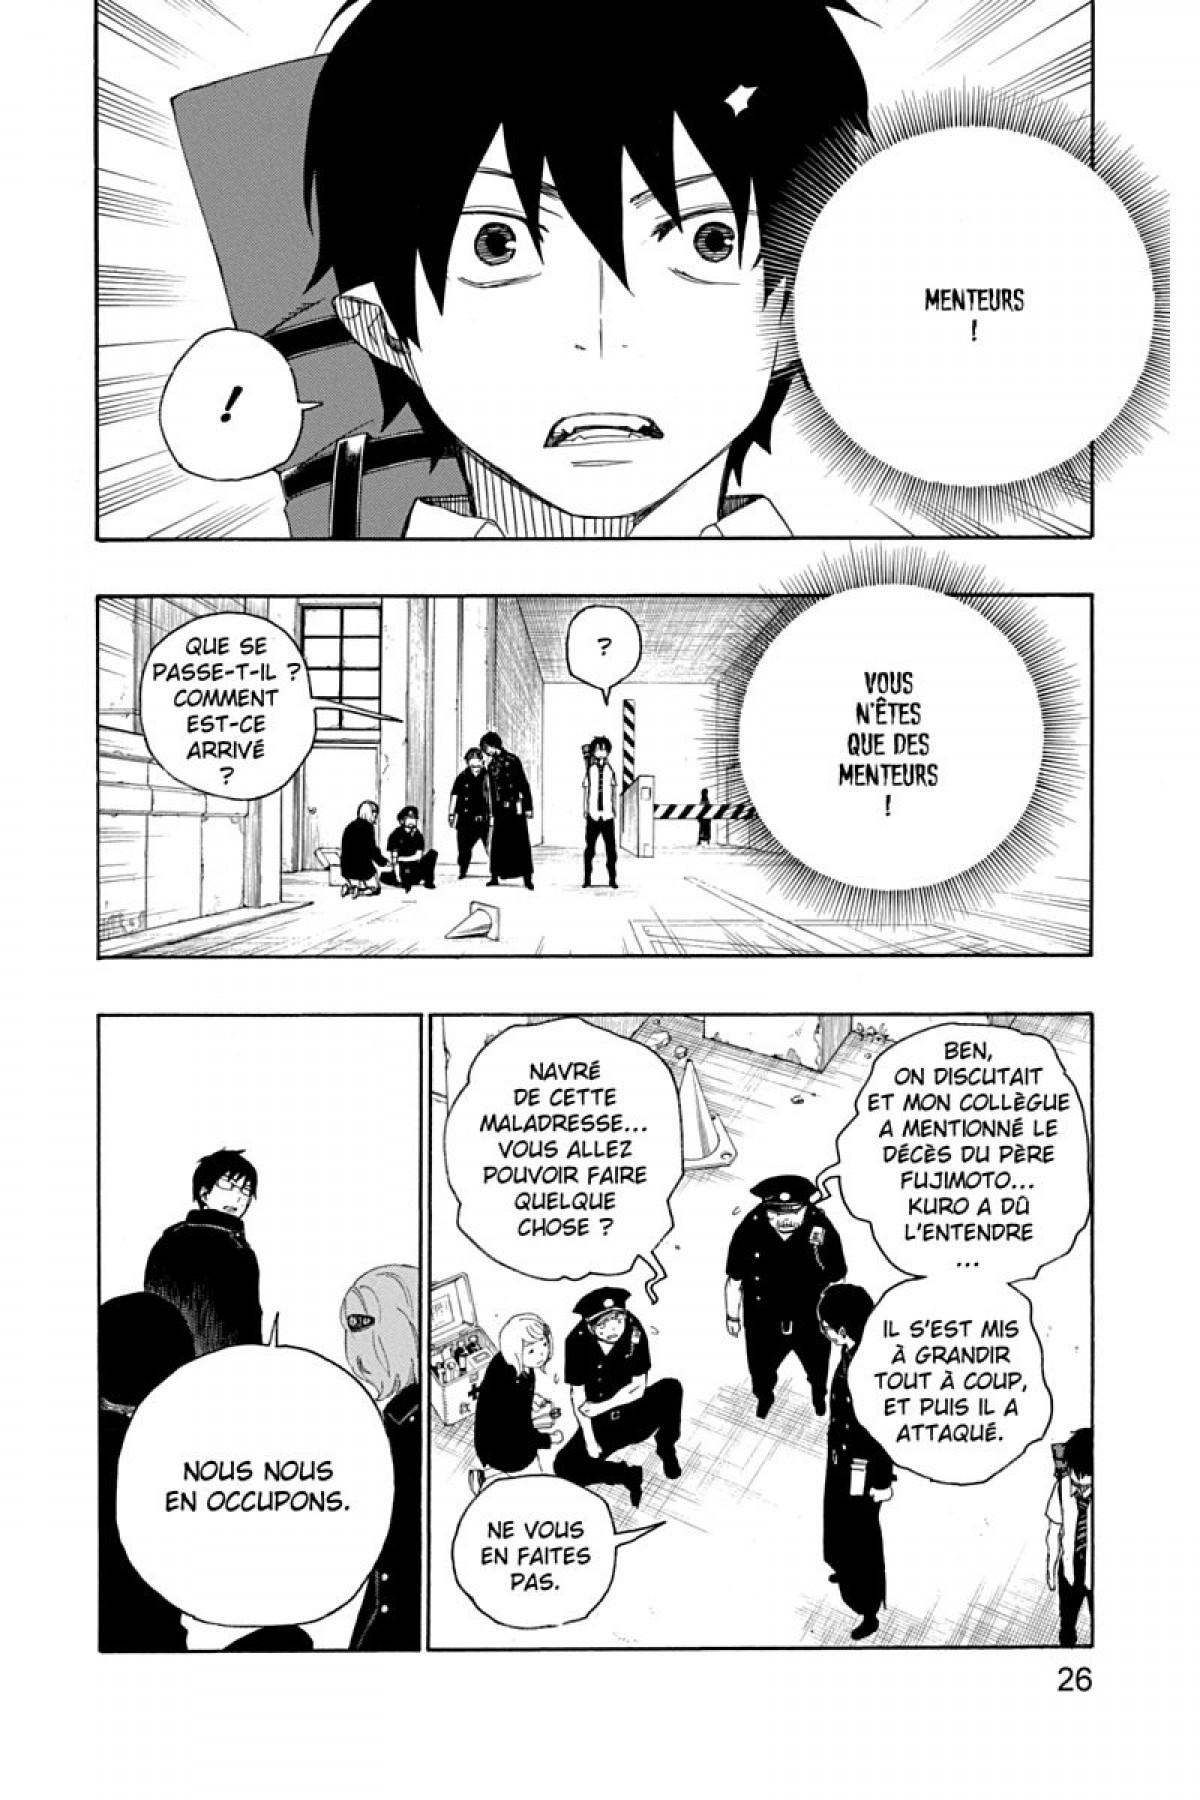 MENTEURS
!
!
VOUS
N'ÊTES
QUE DES
MENTEURS
!
?
QUE SE
PASSE-T-IL ?
COMMENT
EST-CE
ARRIVÉ
?
BEN,
ON DISCUTAIT
ET MON COLLÈGUE
A MENTIONNÉ LE
DÉCÈS DU PÈRE
FUJIMOTO...
KURO A DÛ
L'ENTENDRE
...
IL S'EST MIS
À GRANDIR
TOUT À COUP,
ET PUIS IL A
ATTAQUÉ.
NAVRÉ
DE CETTE
MALADRESSE...
VOUS ALLEZ
POUVOIR FAIRE
QUELQUE
CHOSE ?
NE VOUS
EN FAITES
PAS.
NOUS NOUS
EN OCCUPONS.
26